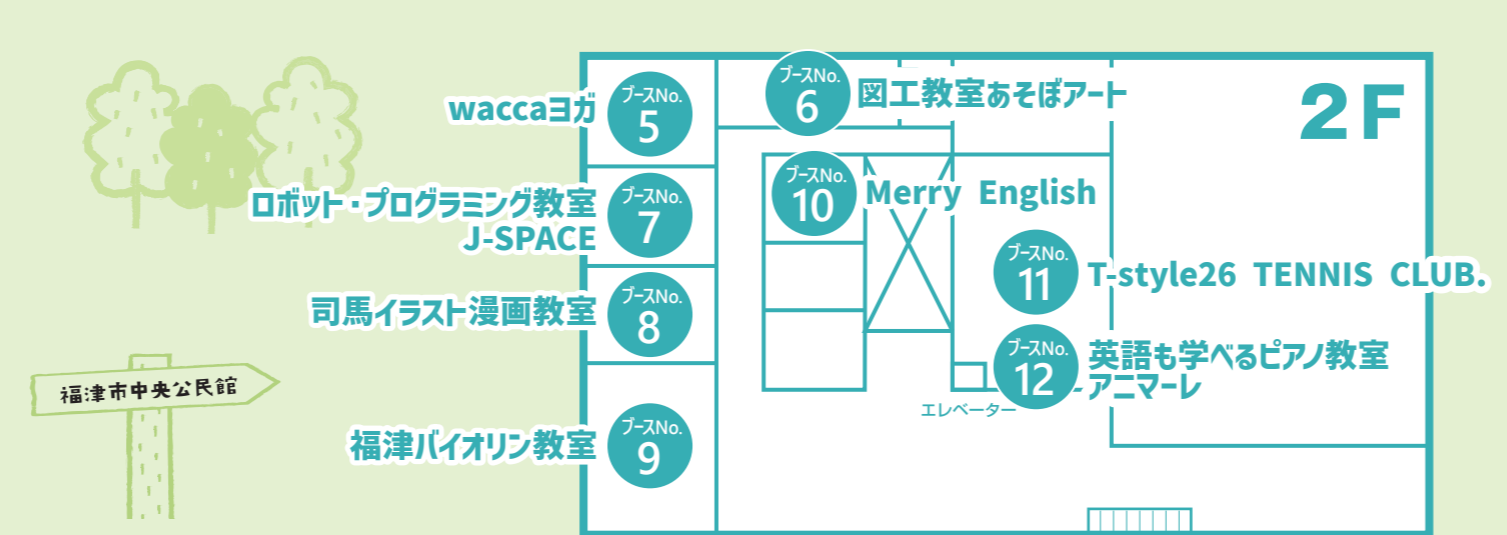 2F
waccaヨガ
ブースNo.
5
ブースNo.
6
図工教室あそぼアート
ロボット・プログラミング教室
J-SPACE
ブースNo.
7
ブースNo.
10
Merry English
司馬イラスト漫画教室
ブースNo.
8
ブースNo.
11
T-style26 TENNIS CLUB.
ブースNo.
12
英語も学べるピアノ教室
アニマーレ
エレベーター
福津市中央公民館
福津バイオリン教室
ブースNo.
9